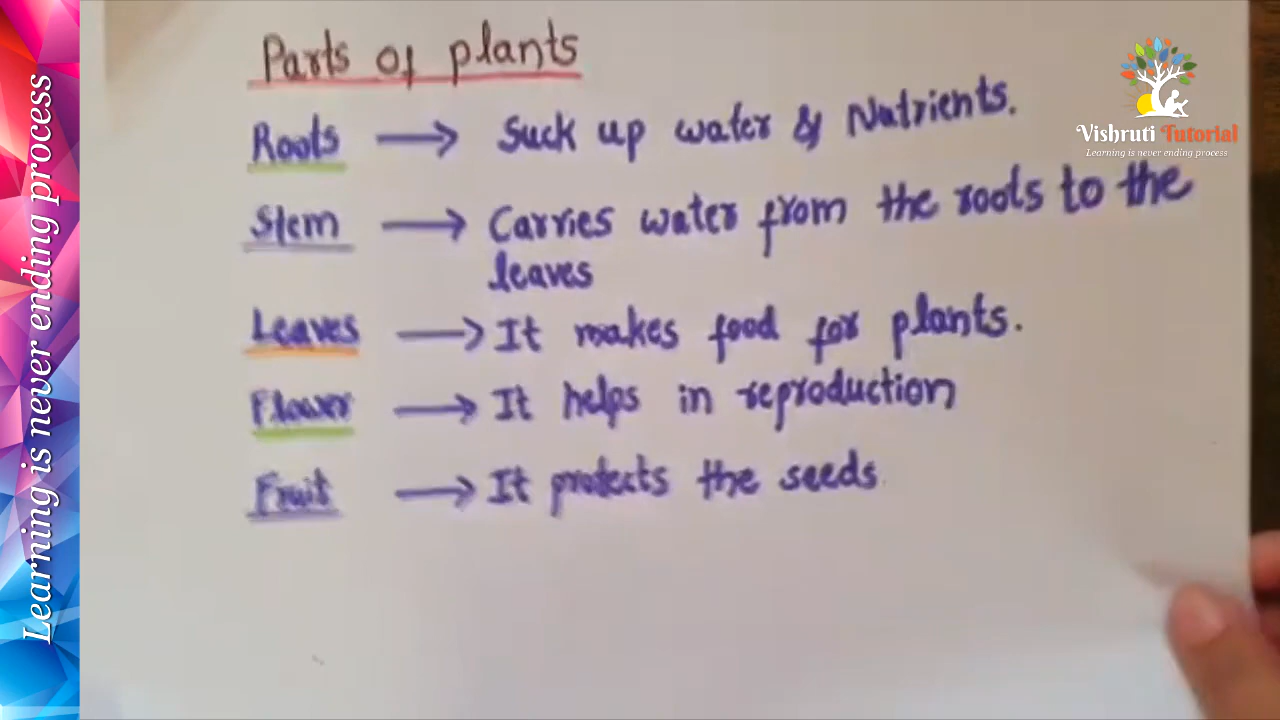 Parts of plants
Roots → Suck up water & Nutrients.
Stem → Carries water from the roots to the
leaves
Leaves → It makes food for plants.
Flower → It helps in reproduction
Fruit → It protects the seeds.
Vishruti Tutorial
Learning is never ending process
Learning is never ending process